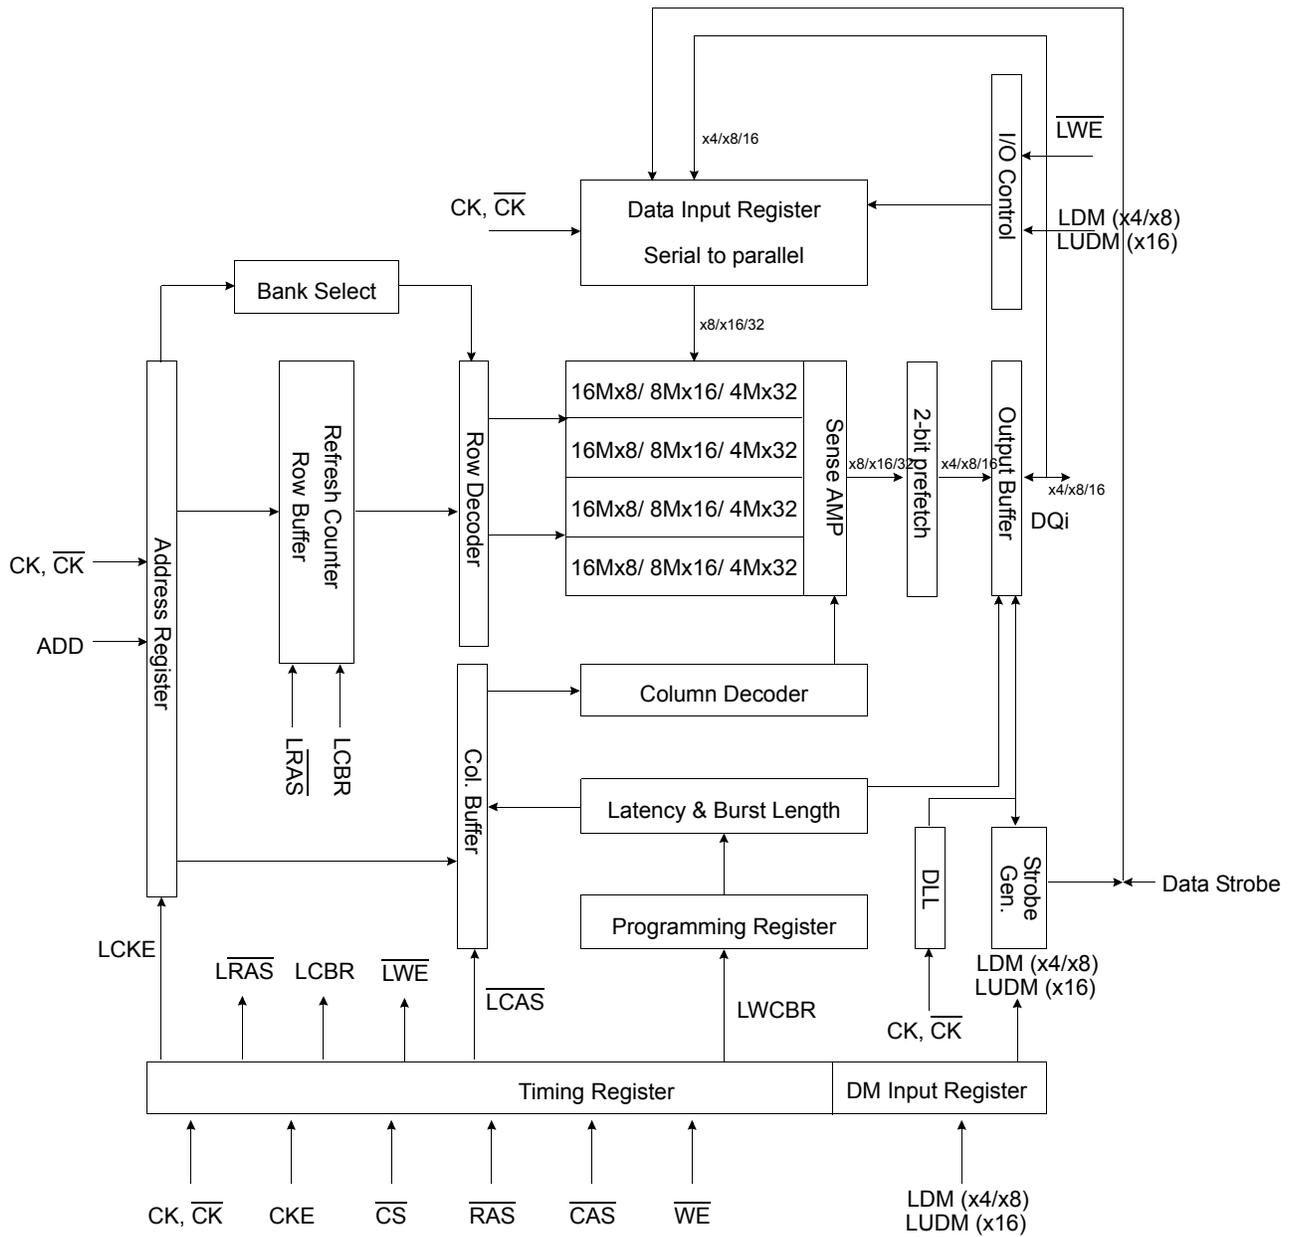 x4/x8/16
LWE
I/O Control
CK, CK
Data Input Register
Serial to parallel
LDM (x4/x8)
LUDM (x16)
Bank Select
x8/x16/32
16Mx8/ 8Mx16/ 4Mx32
16Mx8/ 8Mx16/ 4Mx32
16Mx8/ 8Mx16/ 4Mx32
16Mx8/ 8Mx16/ 4Mx32
Sense AMP
x8/x16/32
2-bit prefetch
x4/x8/16
Output Buffer
x4/x8/16
DQi
Refresh Counter
Row Buffer
Row Decoder
Address Register
CK, CK
ADD
LRAS
LCBR
Col. Buffer
Column Decoder
Latency & Burst Length
Programming Register
DLL
Strobe
Gen.
Data Strobe
LCKE
LRAS
LCBR
LWE
LCAS
LWCBR
CK, CK
LDM (x4/x8)
LUDM (x16)
Timing Register
DM Input Register
CK, CK
CKE
CS
RAS
CAS
WE
LDM (x4/x8)
LUDM (x16)